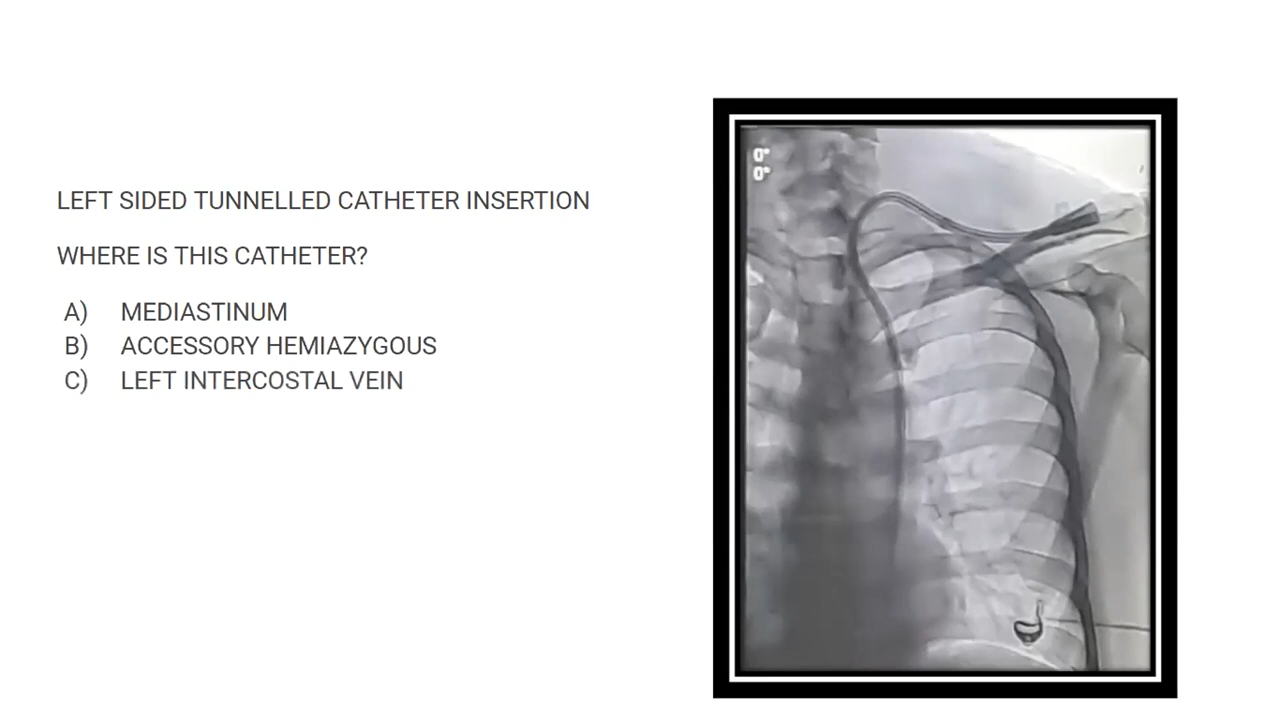 LEFT SIDED TUNNELLED CATHETER INSERTION
WHERE IS THIS CATHETER?
A) MEDIASTINUM
B) ACCESSORY HEMIAZYGOUS
C) LEFT INTERCOSTAL VEIN
0°
0°